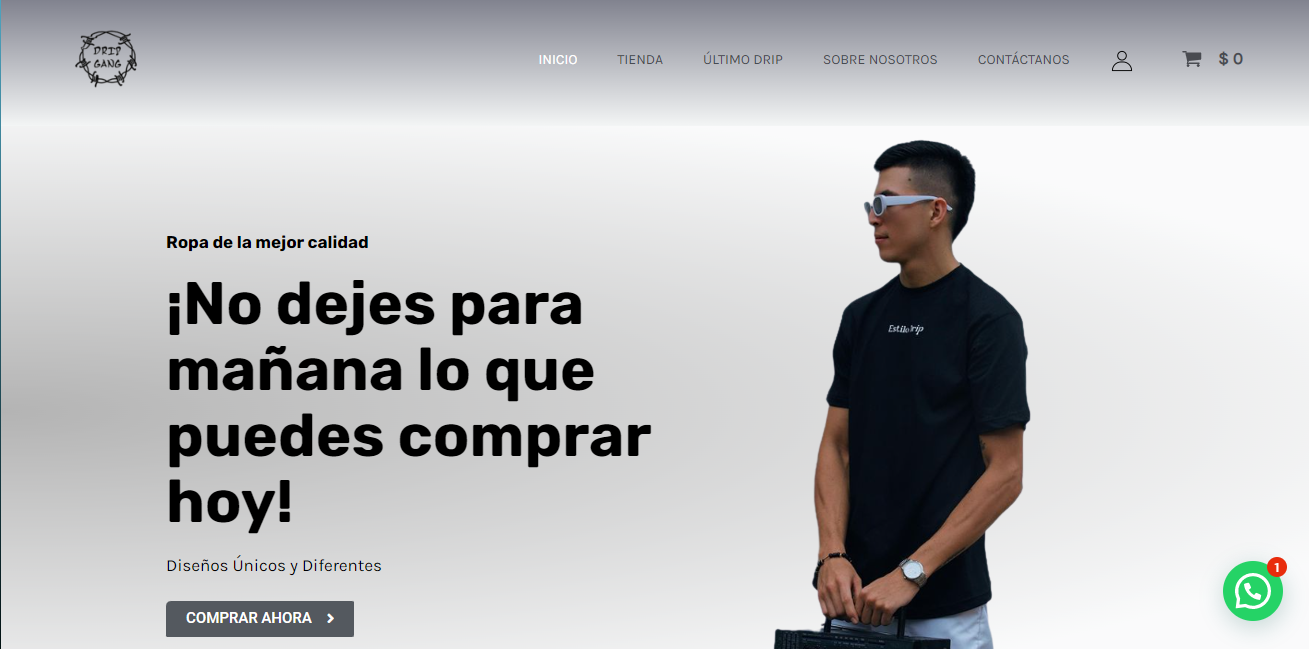 DRIP
GANG
INICIO
TIENDA
ÚLTIMO DRIP
SOBRE NOSOTROS
CONTÁCTANOS
$ 0
Ropa de la mejor calidad
¡No dejes para
mañana lo que
puedes comprar
hoy!
Estilo Drip
Diseños Únicos y Diferentes
COMPRAR AHORA
1